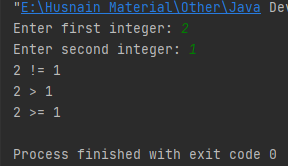 "E:\Husnain Material\Other\Java Dev
Enter first integer: 2
Enter second integer: 1
2 != 1
2 > 1
2 >= 1
Process finished with exit code 0